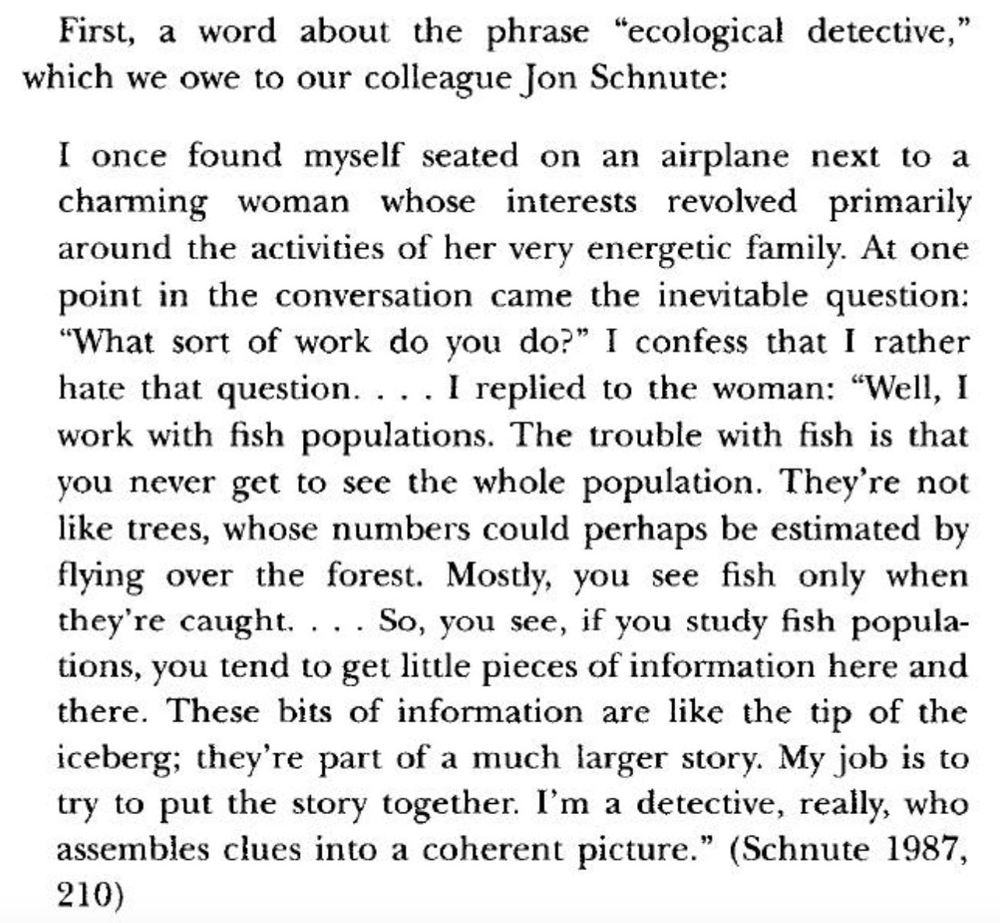 First, a word about the phrase “ecological detective,”
which we owe to our colleague Jon Schnute:
I once found myself seated on an airplane next to a
charming woman whose interests revolved primarily
around the activities of her very energetic family. At one
point in the conversation came the inevitable question:
“What sort of work do you do?” I confess that I rather
hate that question. . . . I replied to the woman: “Well, I
work with fish populations. The trouble with fish is that
you never get to see the whole population. They’re not
like trees, whose numbers could perhaps be estimated by
flying over the forest. Mostly, you see fish only when
they’re caught. . . . So, you see, if you study fish popula-
tions, you tend to get little pieces of information here and
there. These bits of information are like the tip of the
iceberg; they’re part of a much larger story. My job is to
try to put the story together. I’m a detective, really, who
assembles clues into a coherent picture.” (Schnute 1987,
210)